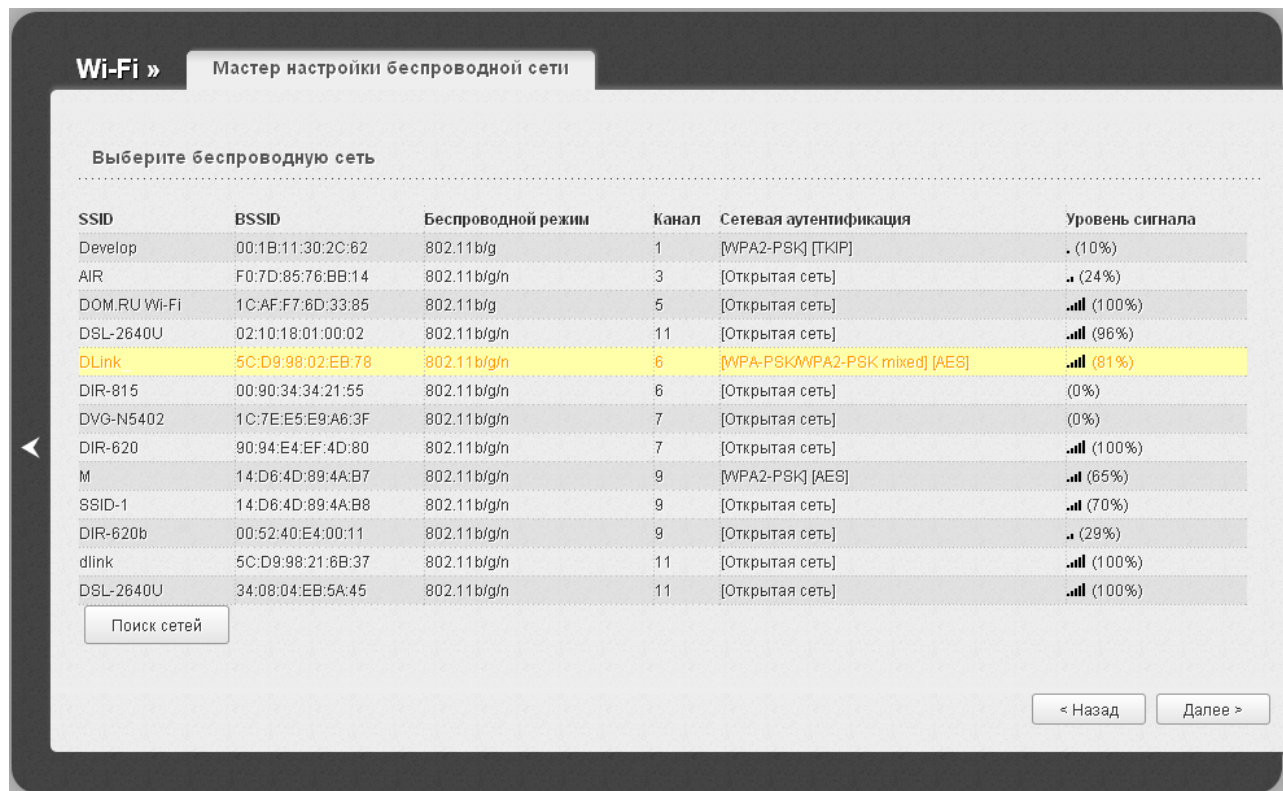 Wi-Fi » Мастер настройки беспроводной сети
Выберите беспроводную сеть
SSID BSSID Беспроводной режим Канал Сетевая аутентификация Уровень сигнала
Develop 00:1B:11:30:2C:62 802.11b/g 1 [WPA2-PSK] [TKIP] (10%)
AIR F0:7D:85:76:BB:14 802.11b/g/n 3 [Открытая сеть] (24%)
DOM.RU Wi-Fi 1C:AF:F7:6D:33:85 802.11b/g 5 [Открытая сеть] (100%)
DSL-2640U 02:10:18:01:00:02 802.11b/g/n 11 [Открытая сеть] (96%)
DLink 5C:D9:98:02:EB:78 802.11b/g/n 6 [WPA-PSK/WPA2-PSK mixed] [AES] (81%)
DIR-815 00:90:34:34:21:55 802.11b/g/n 6 [Открытая сеть] (0%)
DVG-N5402 1C:7E:E5:E9:A6:3F 802.11b/g/n 7 [Открытая сеть] (0%)
DIR-620 90:94:E4:EF:4D:80 802.11b/g/n 7 [Открытая сеть] (100%)
M 14:D6:4D:89:4A:B7 802.11b/g/n 9 [WPA2-PSK] [AES] (65%)
SSID-1 14:D6:4D:89:4A:B8 802.11b/g/n 9 [Открытая сеть] (70%)
DIR-620b 00:52:40:E4:00:11 802.11b/g/n 9 [Открытая сеть] (29%)
dlink 5C:D9:98:21:6B:37 802.11b/g/n 11 [Открытая сеть] (100%)
DSL-2640U 34:08:04:EB:5A:45 802.11b/g/n 11 [Открытая сеть] (100%)
Поиск сетей
< Назад Далее >